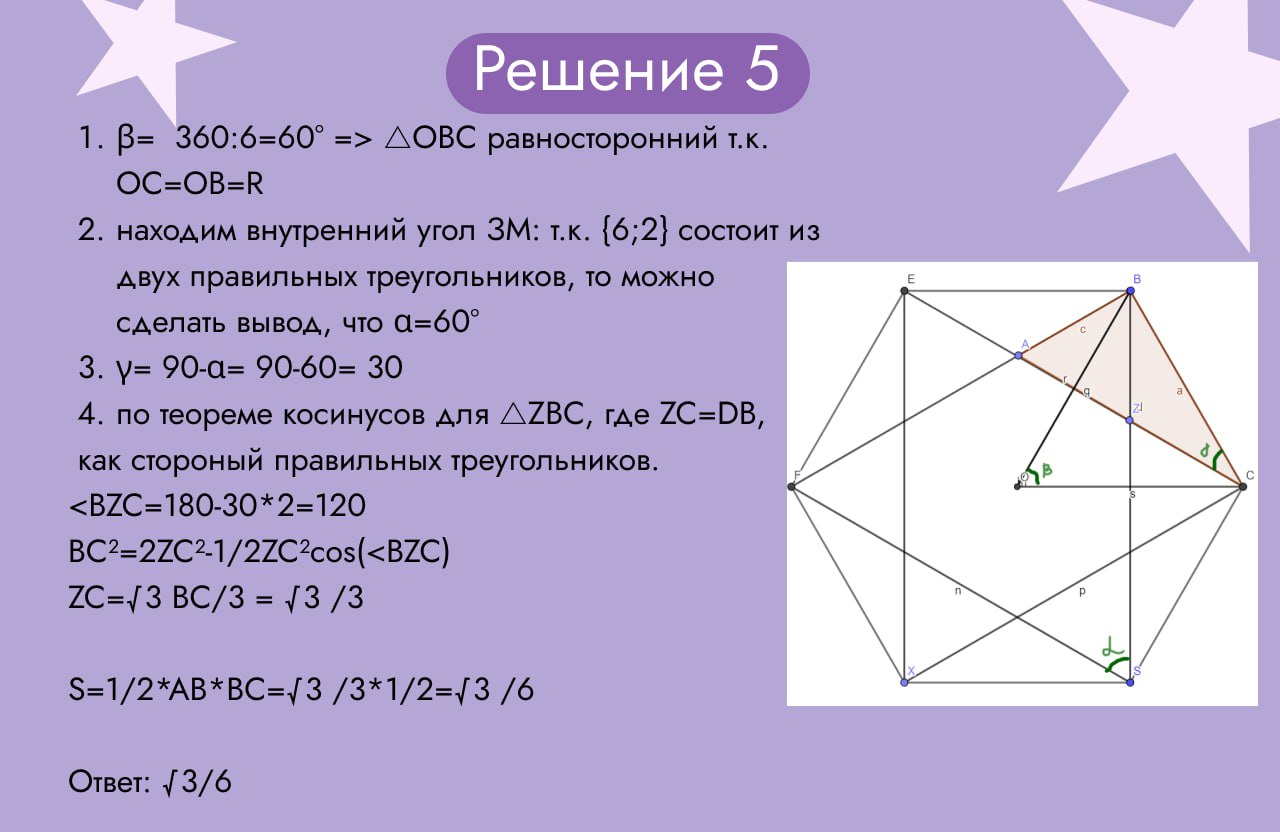 Решение 5
1. β= 360:6=60° => △OBC равносторонний т.к.
OC=OB=R
2. находим внутренний угол ЗМ: т.к. {6;2} состоит из
двух правильных треугольников, то можно
сделать вывод, что α=60°
3. γ= 90-α= 90-60= 30
4. по теореме косинусов для △ZBC, где ZC=DB,
как стороный правильных треугольников.
<BZC=180-30*2=120
BC²=2ZC²-1/2ZC²cos(<BZC)
ZC=√3 BC/3 = √3 /3
S=1/2*AB*BC=√3 /3*1/2=√3 /6
Ответ: √3/6
E
B
c
A
r
q
a
Z
γ
F
O
β
C
s
n
p
α
X
S